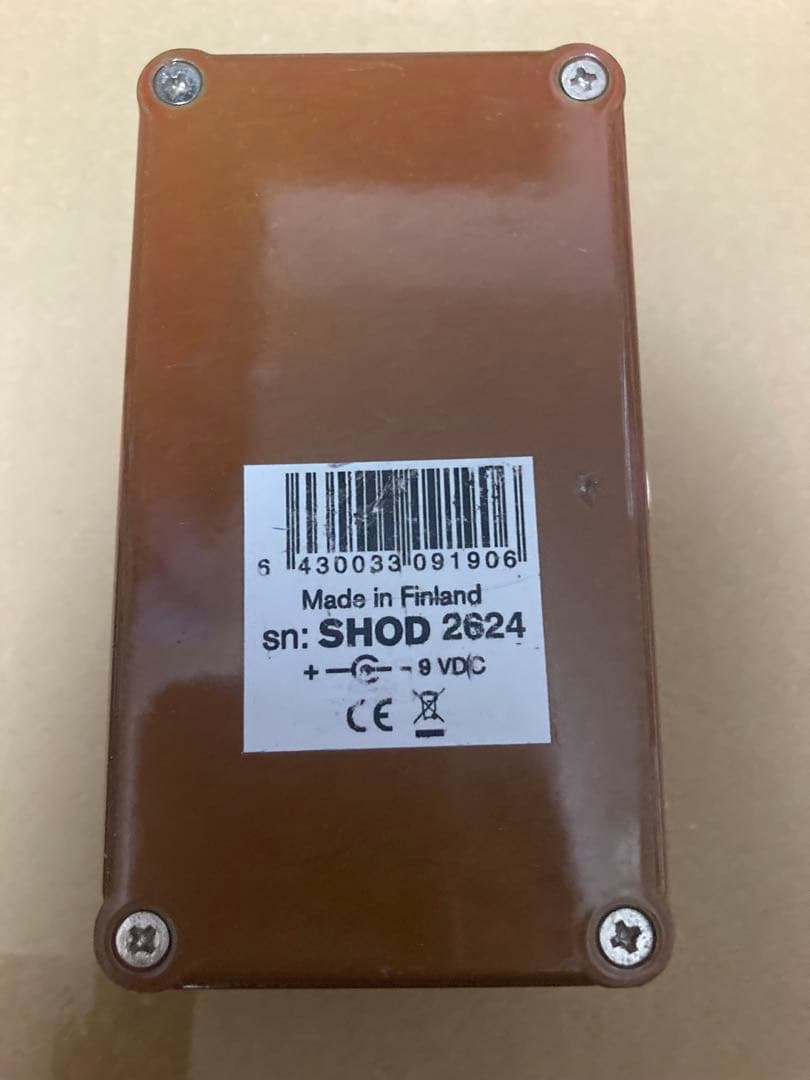 6 430033 091906
Made in Finland
sn: SHOD 2624
+ - 9 VDC
CE